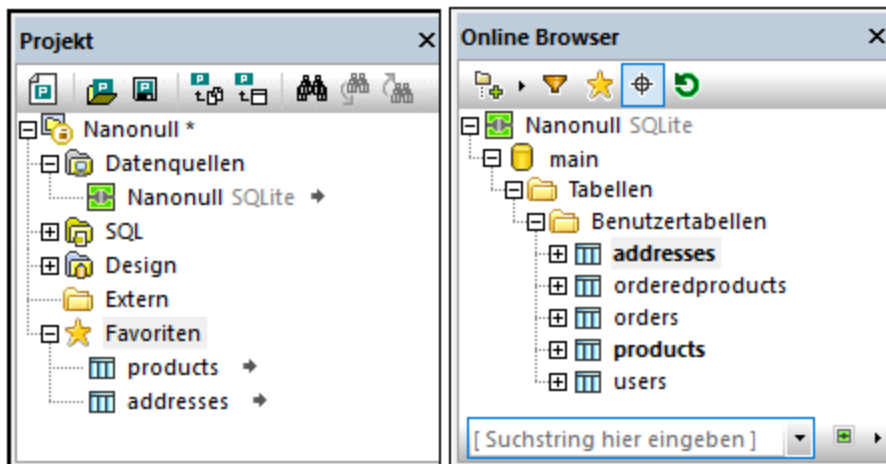 Projekt
Nanonull *
Datenquellen
Nanonull SQLite
SQL
Design
Extern
Favoriten
products
addresses
Online Browser
Nanonull SQLite
main
Tabellen
Benutzertabellen
addresses
orderedproducts
orders
products
users
[ Suchstring hier eingeben ]